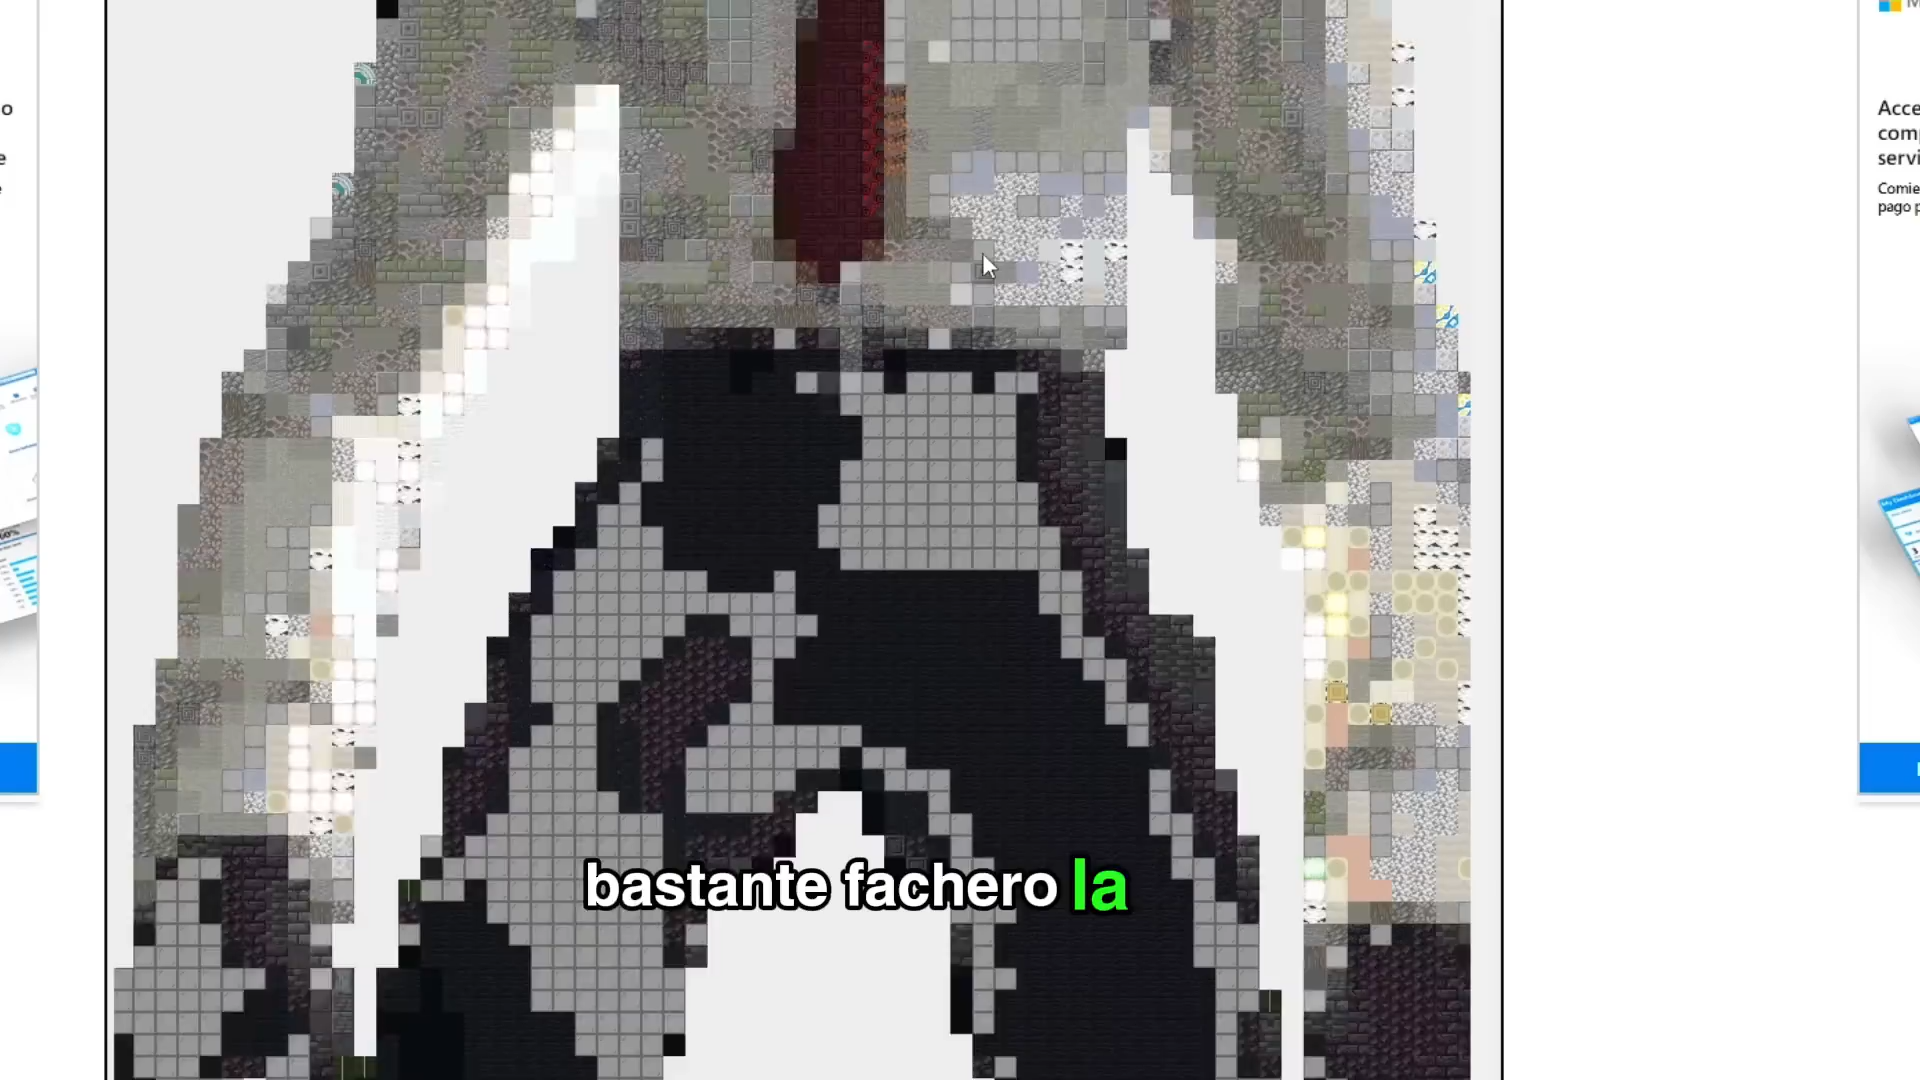 o
e
Acce
com
servi
Comie
pago p
bastante fachero la